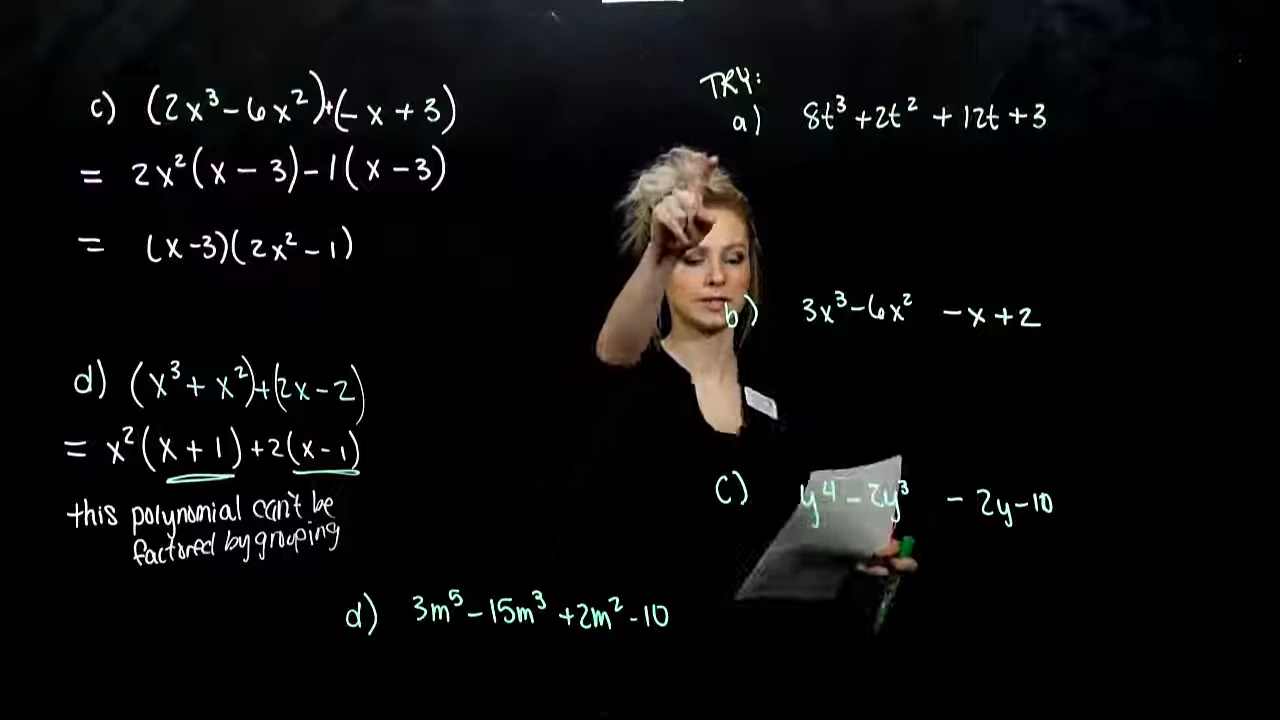 c) (2x³ - 6x²) + (-x + 3)
= 2x²(x - 3) - 1(x - 3)
= (x - 3)(2x² - 1)
d) (x³ + x²) + (2x - 2)
= x²(x + 1) + 2(x - 1)
this polynomial can't be
factored by grouping
TRY:
a) 8t³ + 2t² + 12t + 3
b) 3x³ - 6x² - x + 2
c) y⁴ - 2y³ - 2y - 10
d) 3m⁵ - 15m³ + 2m² - 10